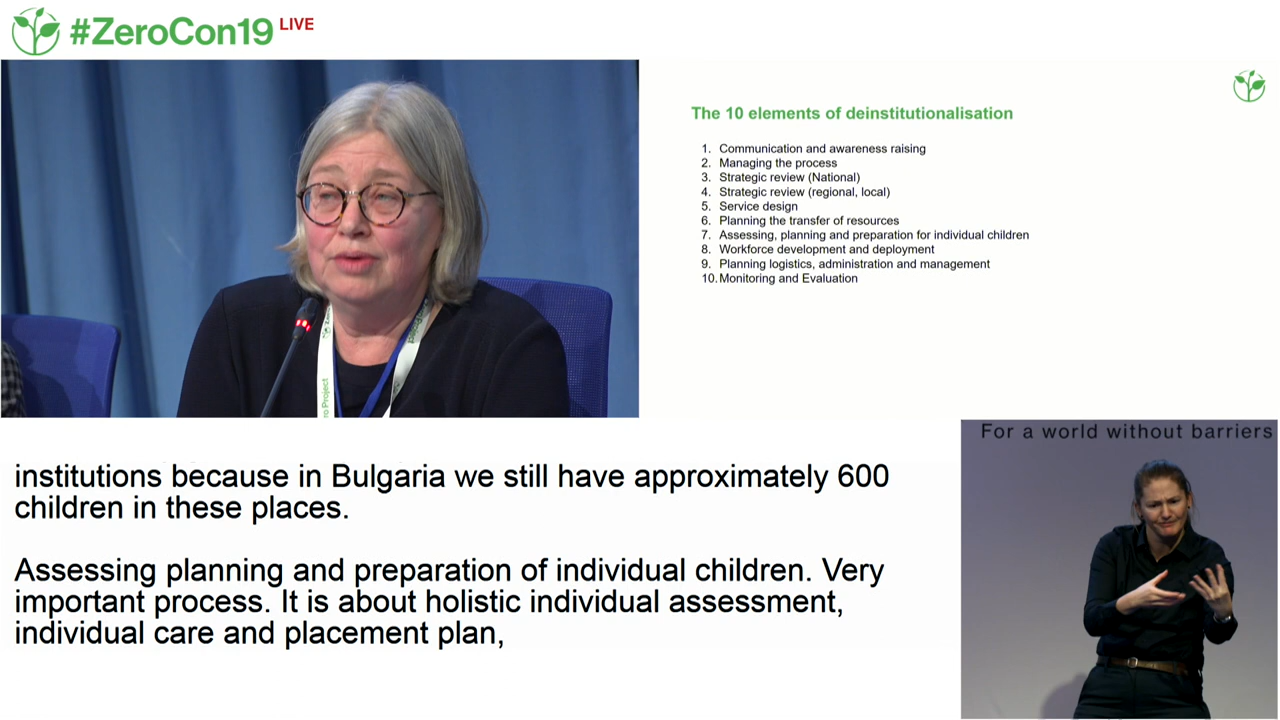 #ZeroCon19 LIVE
The 10 elements of deinstitutionalisation
1. Communication and awareness raising
2. Managing the process
3. Strategic review (National)
4. Strategic review (regional, local)
5. Service design
6. Planning the transfer of resources
7. Assessing, planning and preparation for individual children
8. Workforce development and deployment
9. Planning logistics, administration and management
10. Monitoring and Evaluation
ro Project
Project
institutions because in Bulgaria we still have approximately 600
children in these places.
Assessing planning and preparation of individual children. Very
important process. It is about holistic individual assessment,
individual care and placement plan,
For a world without barriers